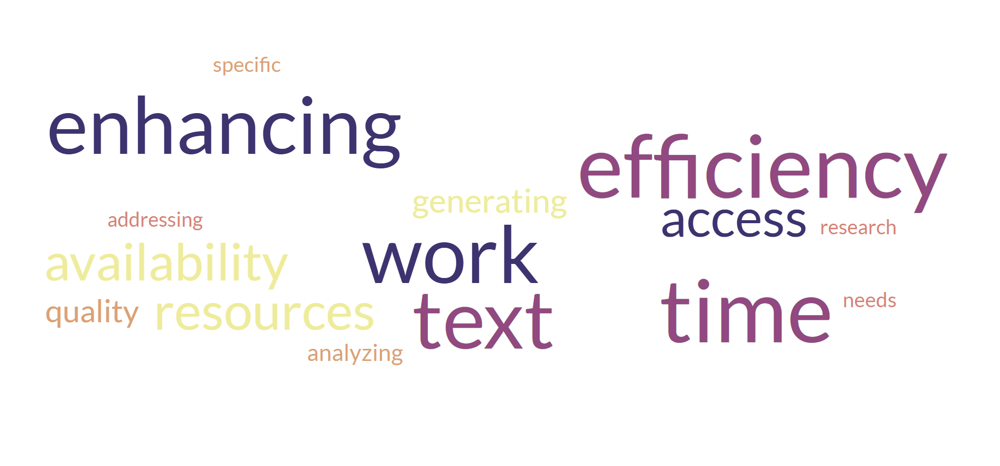 specific
enhancing
efficiency
generating
access
research
addressing
work
availability
time
needs
quality
resources
text
analyzing